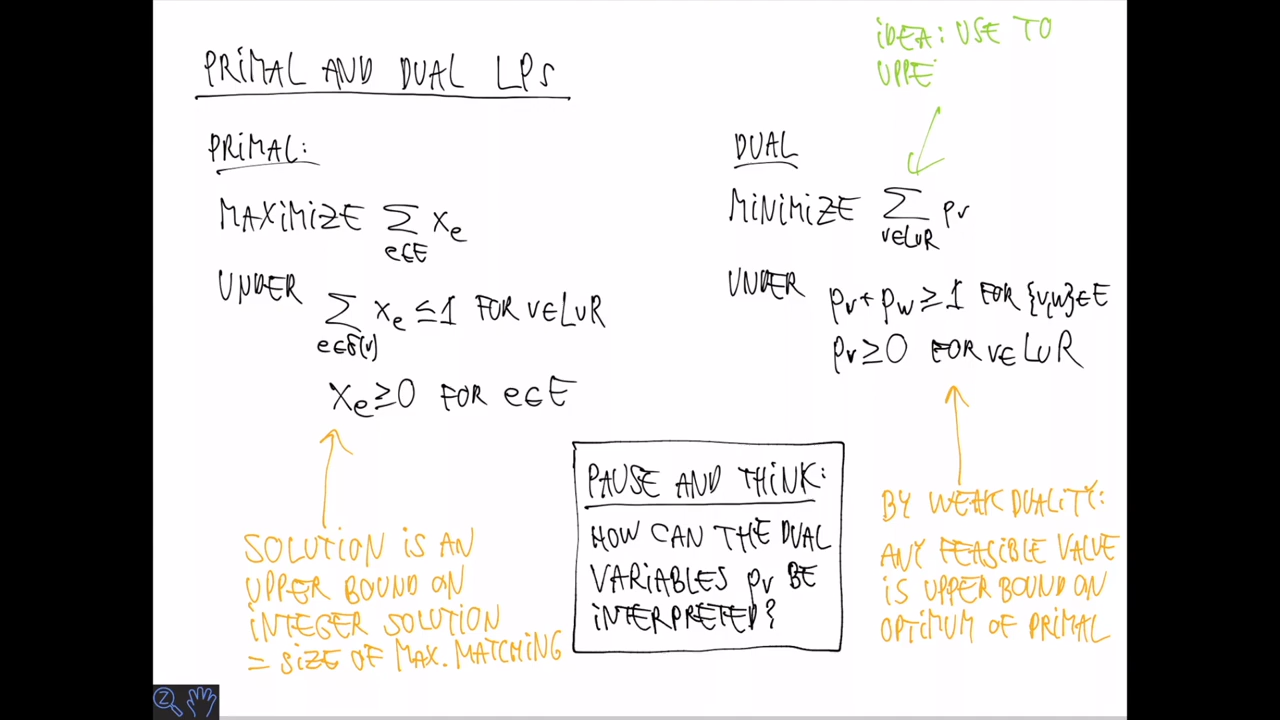 PRIMAL AND DUAL LPs
PRIMAL:
MAXIMIZE ∑ xe
e∈E
UNDER
∑ xe ≤ 1 FOR v∈L∪R
e∈δ(v)
xe ≥ 0 FOR e∈E
SOLUTION IS AN
UPPER BOUND ON
INTEGER SOLUTION
= SIZE OF MAX. MATCHING
IDEA: USE TO
UPPE
DUAL
MINIMIZE ∑ pv
v∈L∪R
UNDER
pv + pw ≥ 1 FOR {v,w}∈E
pv ≥ 0 FOR v∈L∪R
PAUSE AND THINK:
HOW CAN THE DUAL
VARIABLES pv BE
INTERPRETED?
BY WEAK DUALITY:
ANY FEASIBLE VALUE
IS UPPER BOUND ON
OPTIMUM OF PRIMAL
Z